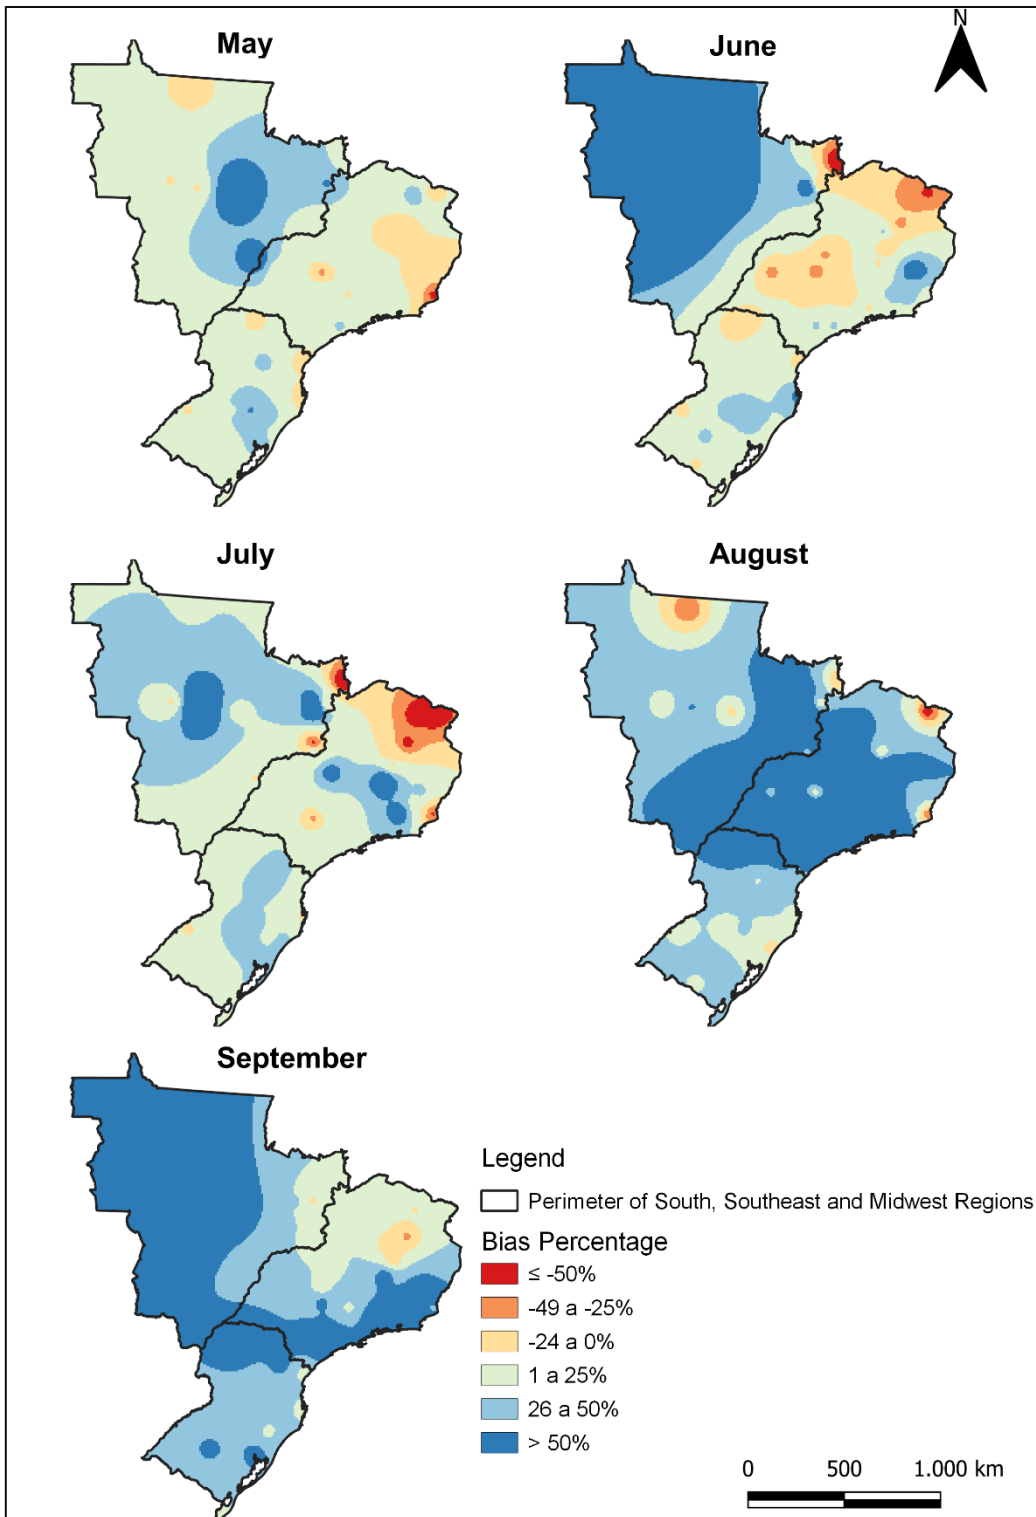 May
June
N
July
August
September
Legend
Perimeter of South, Southeast and Midwest Regions
Bias Percentage
≤ -50%
-49 a -25%
-24 a 0%
1 a 25%
26 a 50%
> 50%
0 500 1.000 km